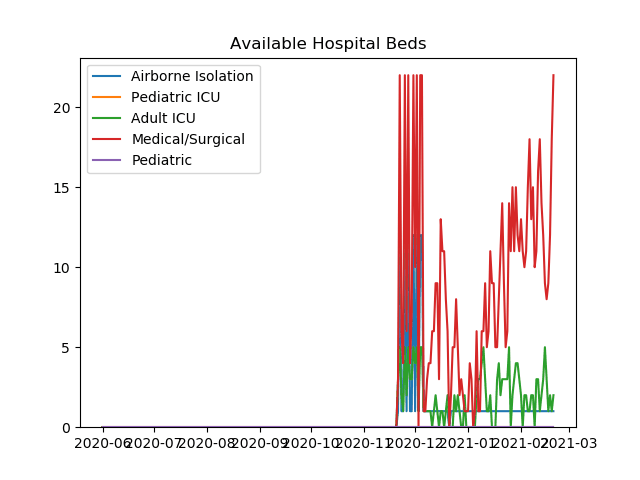 Available Hospital Beds
Airborne Isolation
Pediatric ICU
Adult ICU
Medical/Surgical
Pediatric
20
15
10
5
0
2020-06 2020-07 2020-08 2020-09 2020-10 2020-11 2020-12 2021-01 2021-02 2021-03